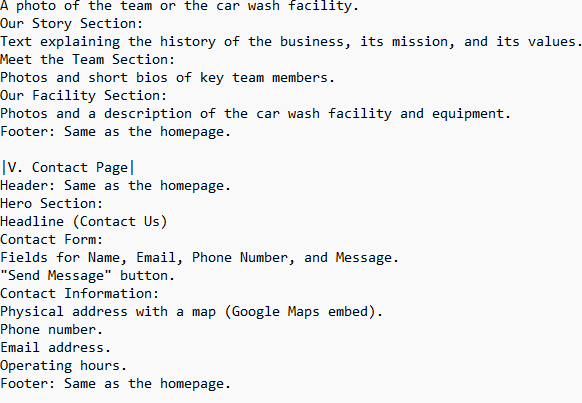 A photo of the team or the car wash facility.
Our Story Section:
Text explaining the history of the business, its mission, and its values.
Meet the Team Section:
Photos and short bios of key team members.
Our Facility Section:
Photos and a description of the car wash facility and equipment.
Footer: Same as the homepage.

|V. Contact Page|
Header: Same as the homepage.
Hero Section:
Headline (Contact Us)
Contact Form:
Fields for Name, Email, Phone Number, and Message.
"Send Message" button.
Contact Information:
Physical address with a map (Google Maps embed).
Phone number.
Email address.
Operating hours.
Footer: Same as the homepage.